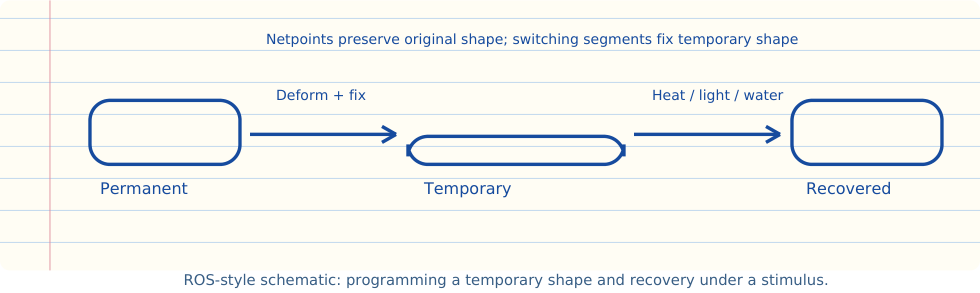 Netpoints preserve original shape; switching segments fix temporary shape
Deform + fix
Heat / light / water
Permanent
Temporary
Recovered
ROS-style schematic: programming a temporary shape and recovery under a stimulus.